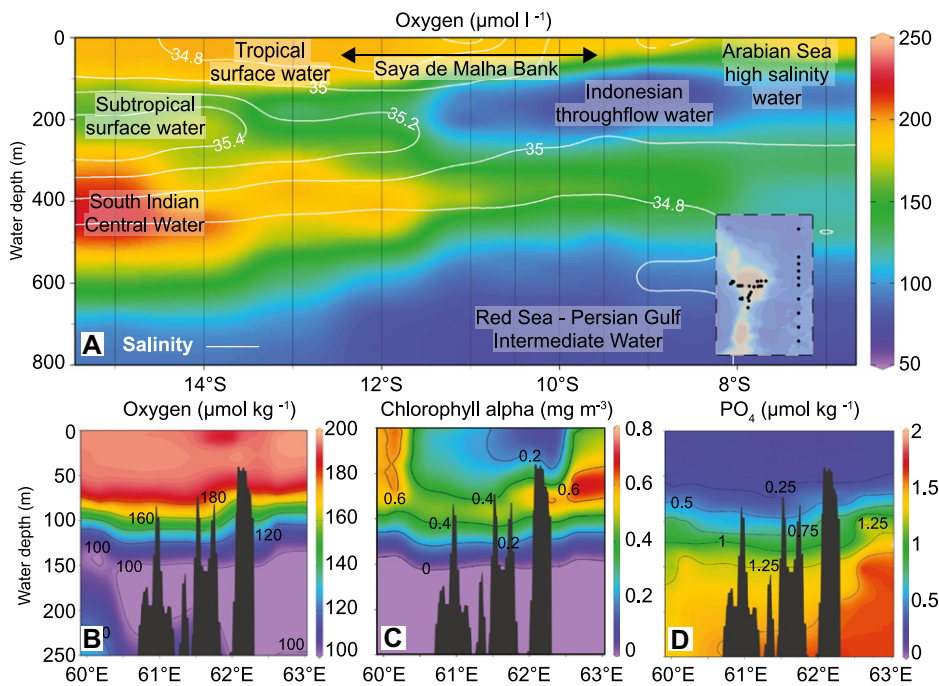 Oxygen (µmol l ⁻¹)
0
200
400
600
800
Water depth (m)
34.8
Tropical
surface water
Saya de Malha Bank
Arabian Sea
high salinity
water
35
Subtropical
surface water
35.2
35.4
Indonesian
throughflow water
35
South Indian
Central Water
34.8
Red Sea - Persian Gulf
Intermediate Water
A
Salinity
14°S
12°S
10°S
8°S
250
200
150
100
50
Oxygen (µmol kg ⁻¹)
0
50
100
150
200
250
Water depth (m)
180
160
120
100
100
100
B
60°E
61°E
62°E
200
180
160
140
120
100
Chlorophyll alpha (mg m⁻³)
0.2
0.6
0.4
0.6
0.4
0.2
0
C
60°E
61°E
62°E
63°E
0.8
0.6
0.4
0.2
0
PO₄ (µmol kg ⁻¹)
0.5
0.25
0.75
1.25
1
1.25
D
60°E
61°E
62°E
63°E
2
1.5
1
0.5
0